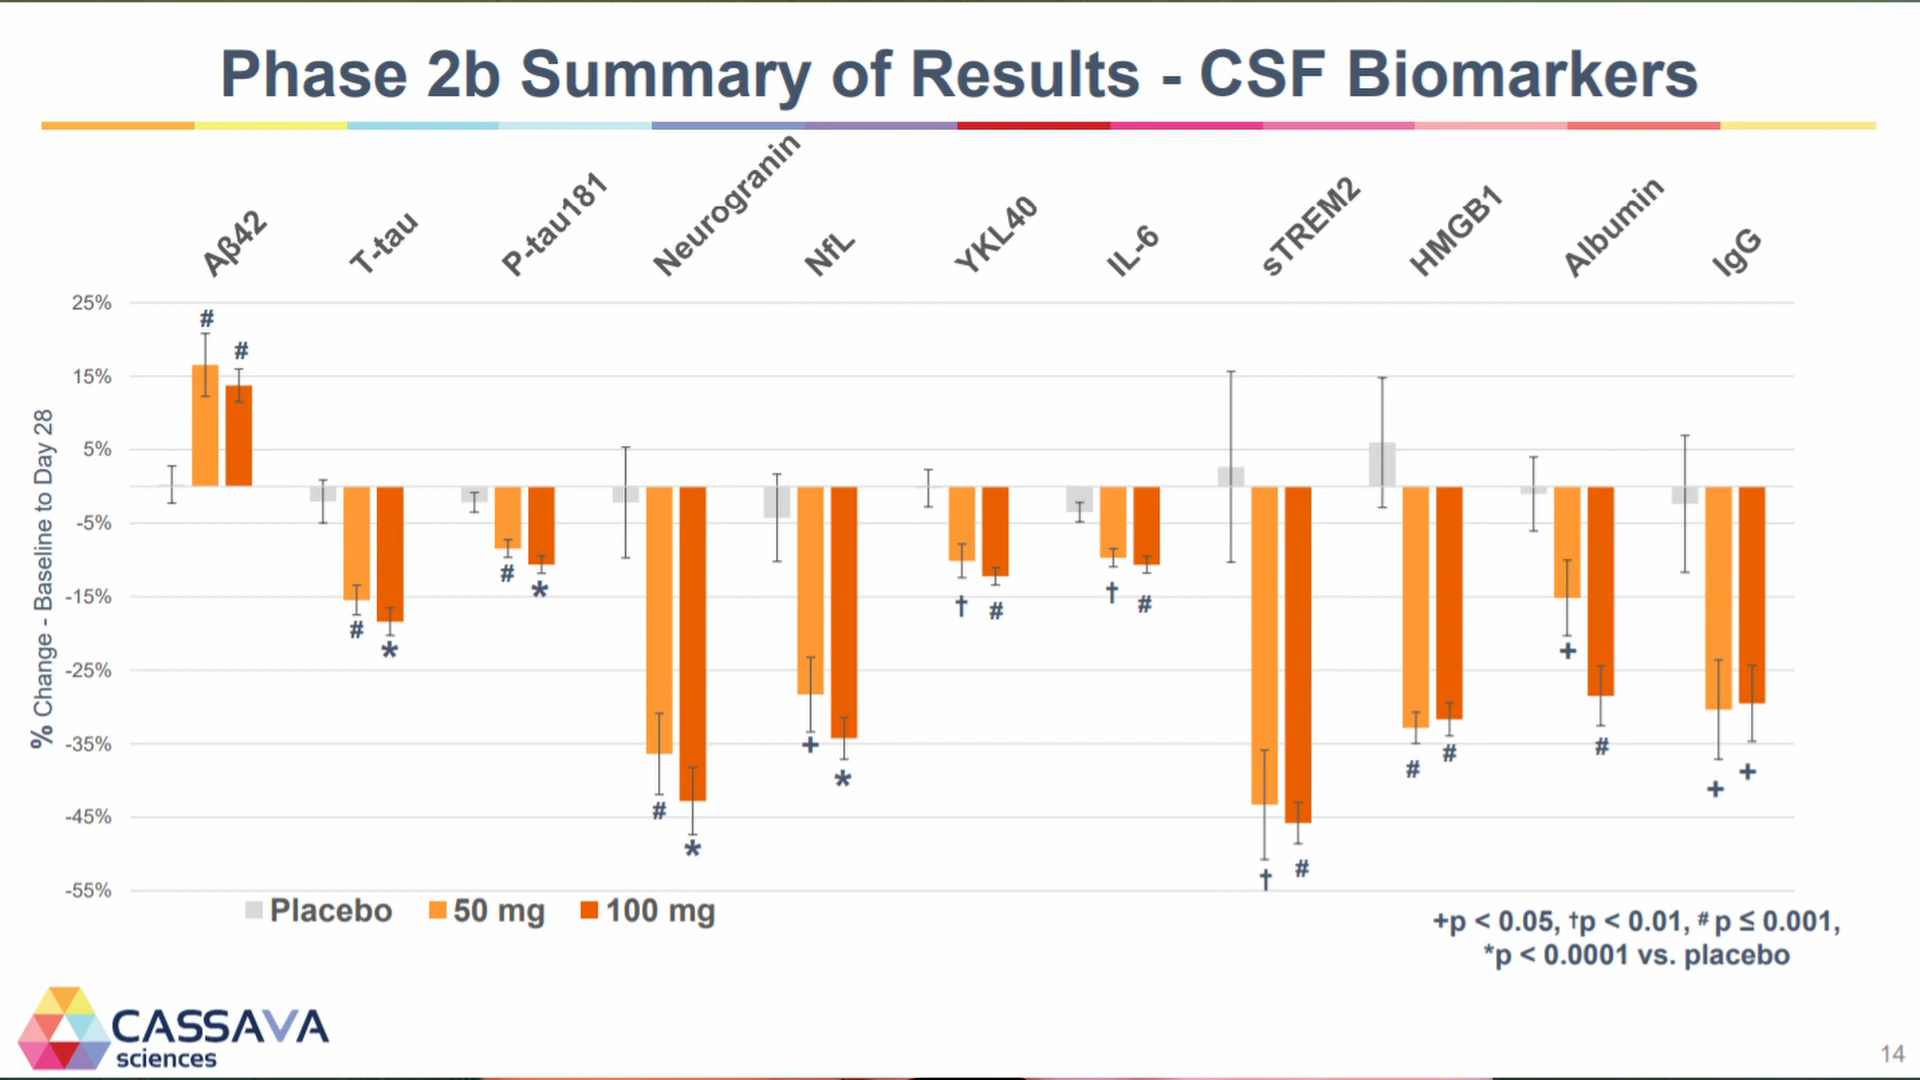 Phase 2b Summary of Results - CSF Biomarkers
Aβ42
T-tau
P-tau181
Neurogranin
NfL
YKL40
IL-6
sTREM2
HMGB1
Albumin
IgG
% Change - Baseline to Day 28
25%
15%
5%
-5%
-15%
-25%
-35%
-45%
-55%
# # # * # * # * + * † # † # † # # # + # + +
Placebo 50 mg 100 mg
+p < 0.05, †p < 0.01, # p ≤ 0.001,
*p < 0.0001 vs. placebo
CASSAVA
sciences
14